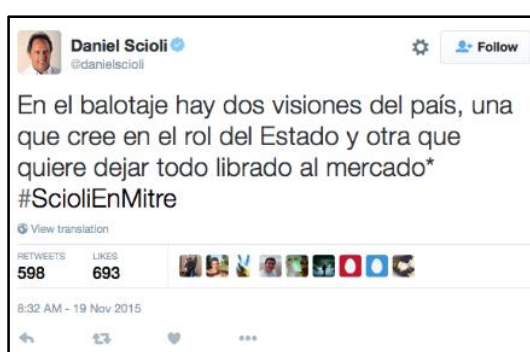 Daniel Scioli
@danielscioli
Follow
En el balotaje hay dos visiones del país, una
que cree en el rol del Estado y otra que
quiere dejar todo librado al mercado*
#ScioliEnMitre
View translation
RETWEETS LIKES
598 693
8:32 AM - 19 Nov 2015